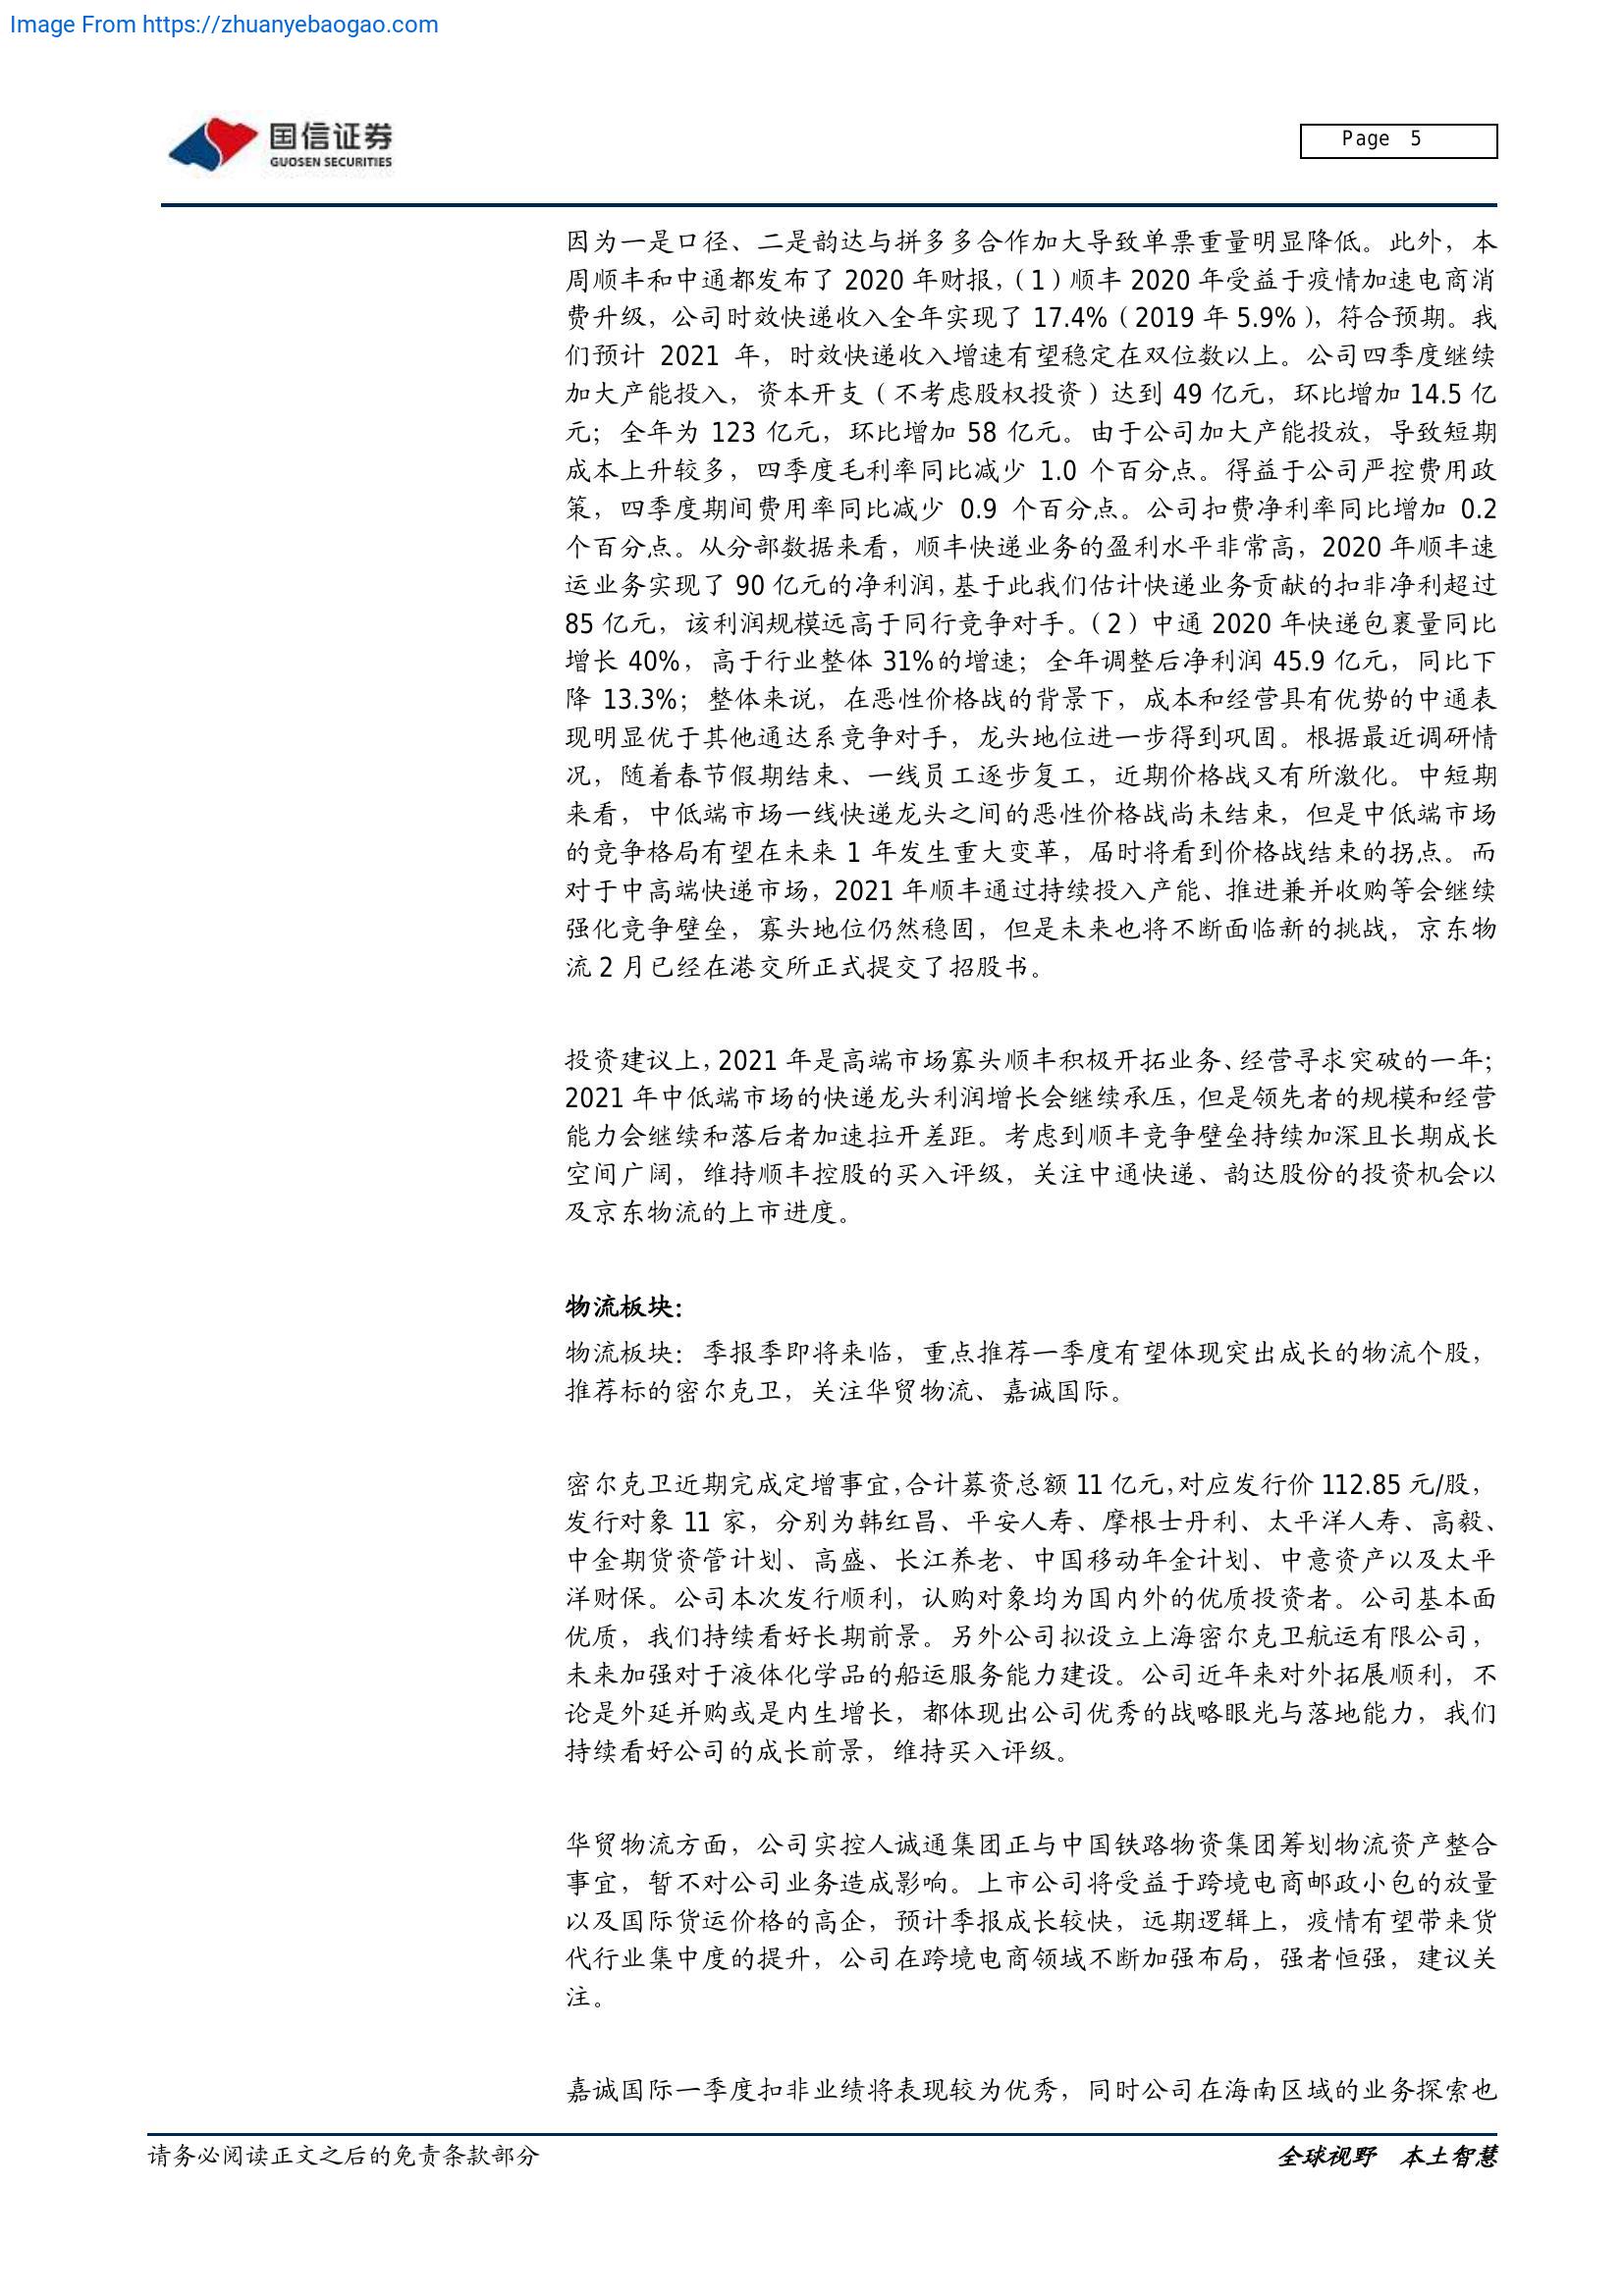 Image From https://zhuanyebaogao.com
国信证券
GUOSEN SECURITIES
Page 5
因为一是口径、二是韵达与拼多多合作加大导致单票重量明显降低。此外，本
周顺丰和中通都发布了 2020 年财报，（1）顺丰 2020 年受益于疫情加速电商消
费升级，公司时效快递收入全年实现了 17.4%（2019 年 5.9%），符合预期。我
们预计 2021 年，时效快递收入增速有望稳定在双位数以上。公司四季度继续
加大产能投入，资本开支（不考虑股权投资）达到 49 亿元，环比增加 14.5 亿
元；全年为 123 亿元，环比增加 58 亿元。由于公司加大产能投放，导致短期
成本上升较多，四季度毛利率同比减少 1.0 个百分点。得益于公司严控费用政
策，四季度期间费用率同比减少 0.9 个百分点。公司扣费净利率同比增加 0.2
个百分点。从分部数据来看，顺丰快递业务的盈利水平非常高，2020 年顺丰速
运业务实现了 90 亿元的净利润，基于此我们估计快递业务贡献的扣非净利超过
85 亿元，该利润规模远高于同行竞争对手。（2）中通 2020 年快递包裹量同比
增长 40%，高于行业整体 31%的增速；全年调整后净利润 45.9 亿元，同比下
降 13.3%；整体来说，在恶性价格战的背景下，成本和经营具有优势的中通表
现明显优于其他通达系竞争对手，龙头地位进一步得到巩固。根据最近调研情
况，随着春节假期结束、一线员工逐步复工，近期价格战又有所激化。中短期
来看，中低端市场一线快递龙头之间的恶性价格战尚未结束，但是中低端市场
的竞争格局有望在未来 1 年发生重大变革，届时将看到价格战结束的拐点。而
对于中高端快递市场，2021 年顺丰通过持续投入产能、推进兼并收购等会继续
强化竞争壁垒，寡头地位仍然稳固，但是未来也将不断面临新的挑战，京东物
流 2 月已经在港交所正式提交了招股书。
投资建议上，2021 年是高端市场寡头顺丰积极开拓业务、经营寻求突破的一年；
2021 年中低端市场的快递龙头利润增长会继续承压，但是领先者的规模和经营
能力会继续和落后者加速拉开差距。考虑到顺丰竞争壁垒持续加深且长期成长
空间广阔，维持顺丰控股的买入评级，关注中通快递、韵达股份的投资机会以
及京东物流的上市进度。
物流板块：
物流板块：季报季即将来临，重点推荐一季度有望体现突出成长的物流个股，
推荐标的密尔克卫，关注华贸物流、嘉诚国际。
密尔克卫近期完成定增事宜，合计募资总额 11 亿元，对应发行价 112.85 元/股，
发行对象 11 家，分别为韩红昌、平安人寿、摩根士丹利、太平洋人寿、高毅、
中金期货资管计划、高盛、长江养老、中国移动年金计划、中意资产以及太平
洋财保。公司本次发行顺利，认购对象均为国内外的优质投资者。公司基本面
优质，我们持续看好长期前景。另外公司拟设立上海密尔克卫航运有限公司，
未来加强对于液体化学品的船运服务能力建设。公司近年来对外拓展顺利，不
论是外延并购或是内生增长，都体现出公司优秀的战略眼光与落地能力，我们
持续看好公司的成长前景，维持买入评级。
华贸物流方面，公司实控人诚通集团正与中国铁路物资集团筹划物流资产整合
事宜，暂不对公司业务造成影响。上市公司将受益于跨境电商邮政小包的放量
以及国际货运价格的高企，预计季报成长较快，远期逻辑上，疫情有望带来货
代行业集中度的提升，公司在跨境电商领域不断加强布局，强者恒强，建议关
注。
嘉诚国际一季度扣非业绩将表现较为优秀，同时公司在海南区域的业务探索也
请务必阅读正文之后的免责条款部分
全球视野 本土智慧